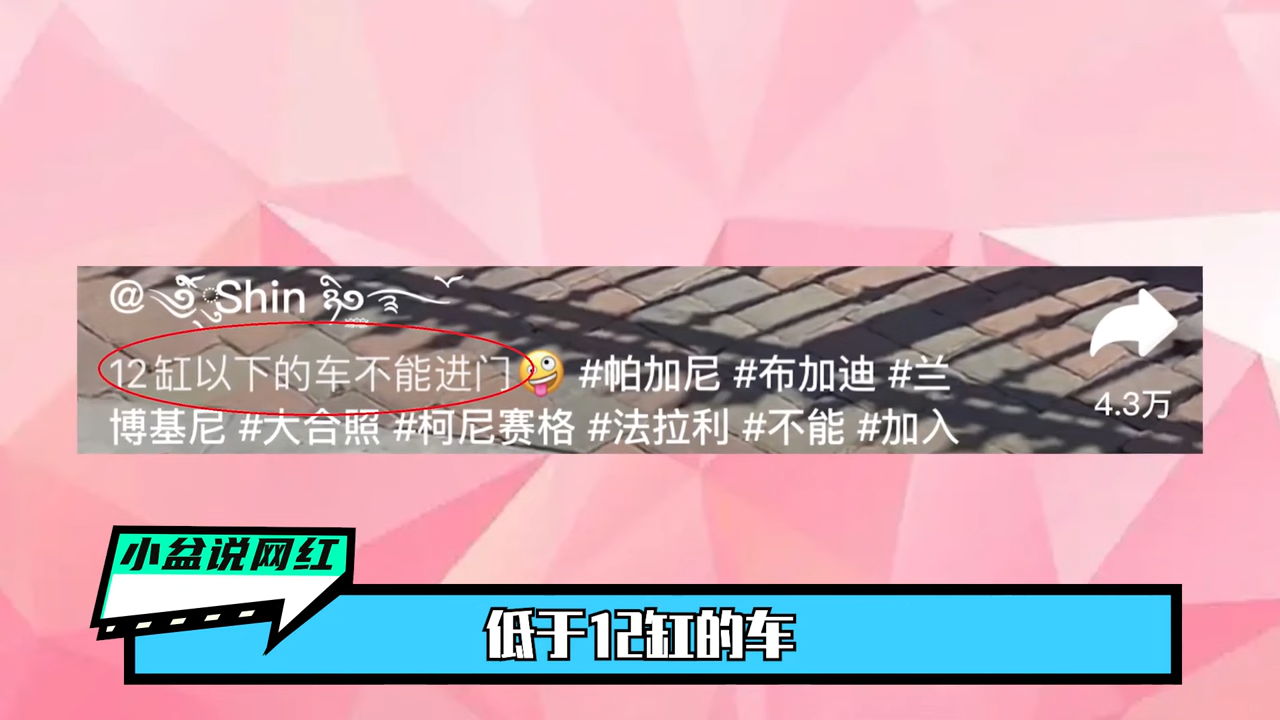 @Shin
12缸以下的车不能进门🤪 #帕加尼 #布加迪 #兰
博基尼 #大合照 #柯尼赛格 #法拉利 #不能 #加入
4.3万
小盆说网红
低于12缸的车